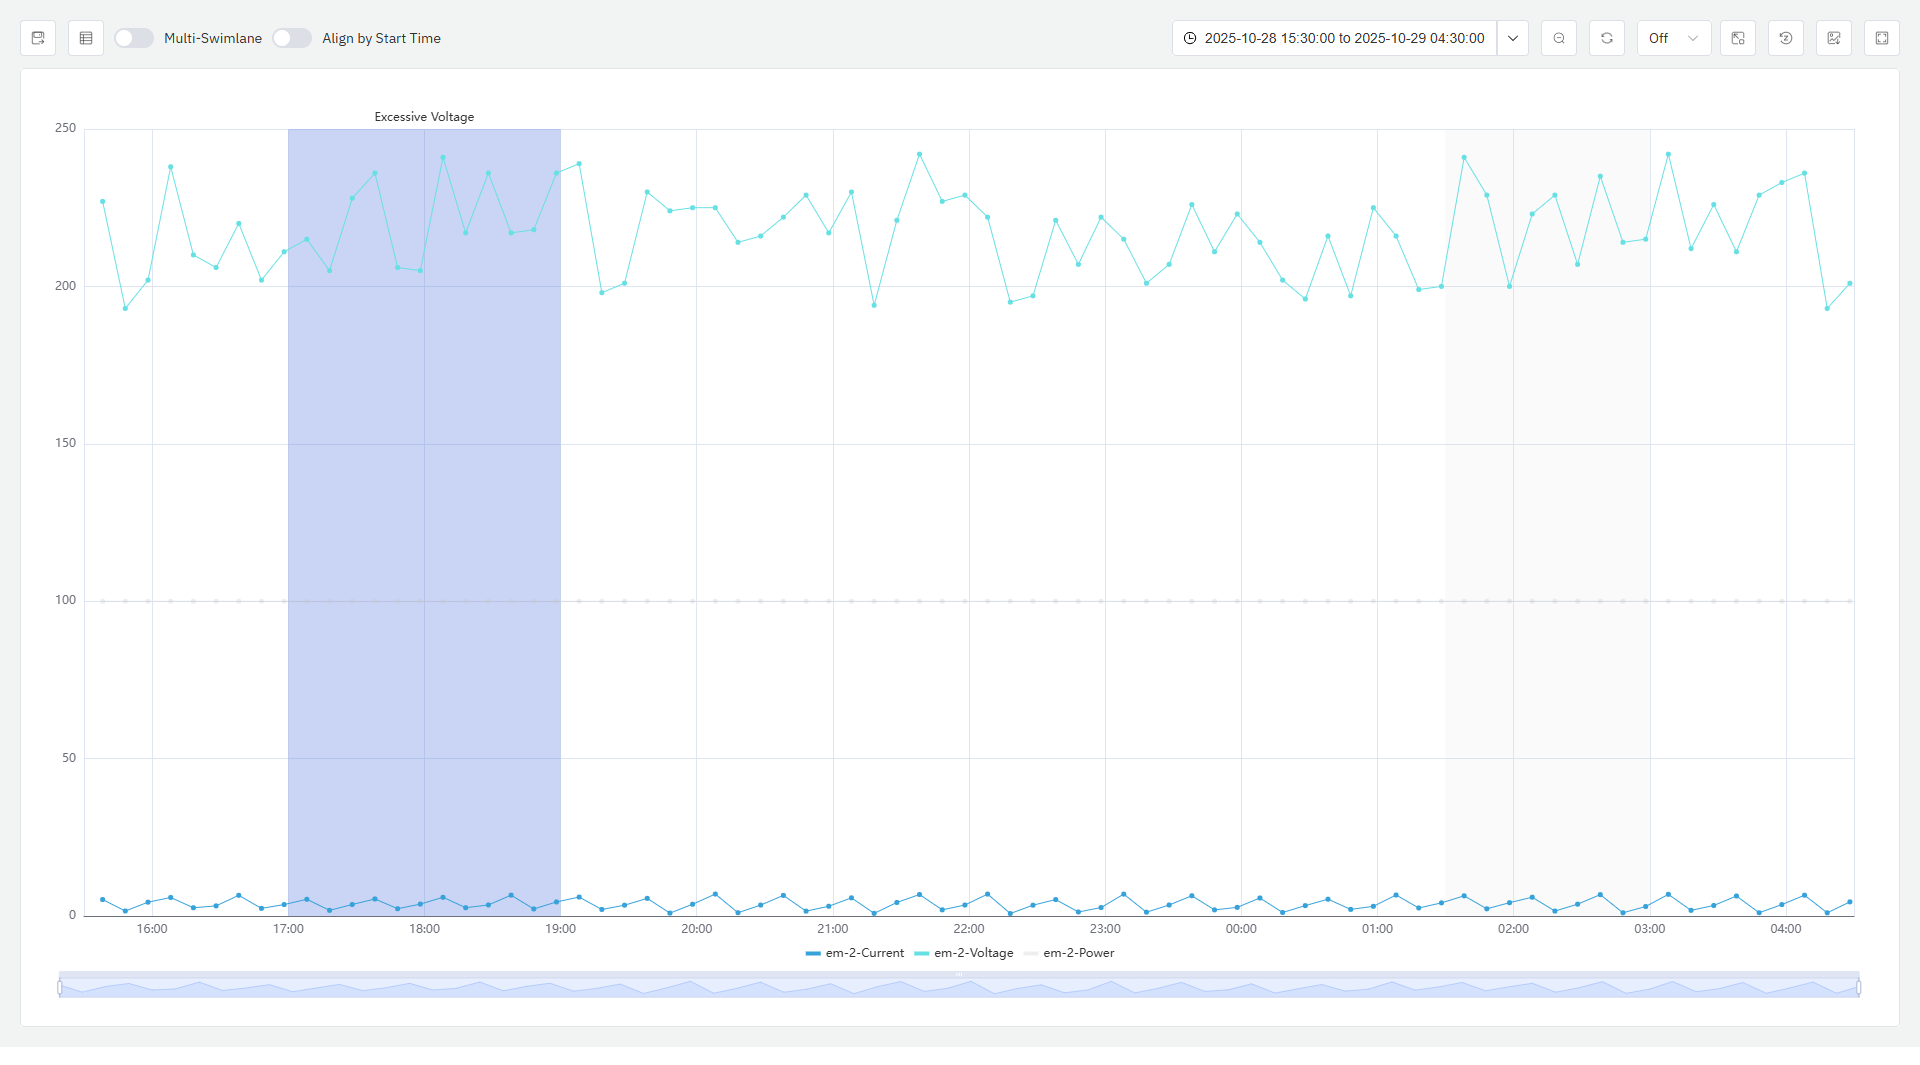 Multi-Swimlane
Align by Start Time
2025-10-28 15:30:00 to 2025-10-29 04:30:00
Off
Excessive Voltage
250
200
150
100
50
0
16:00 17:00 18:00 19:00 20:00 21:00 22:00 23:00 00:00 01:00 02:00 03:00 04:00
em-2-Current em-2-Voltage em-2-Power